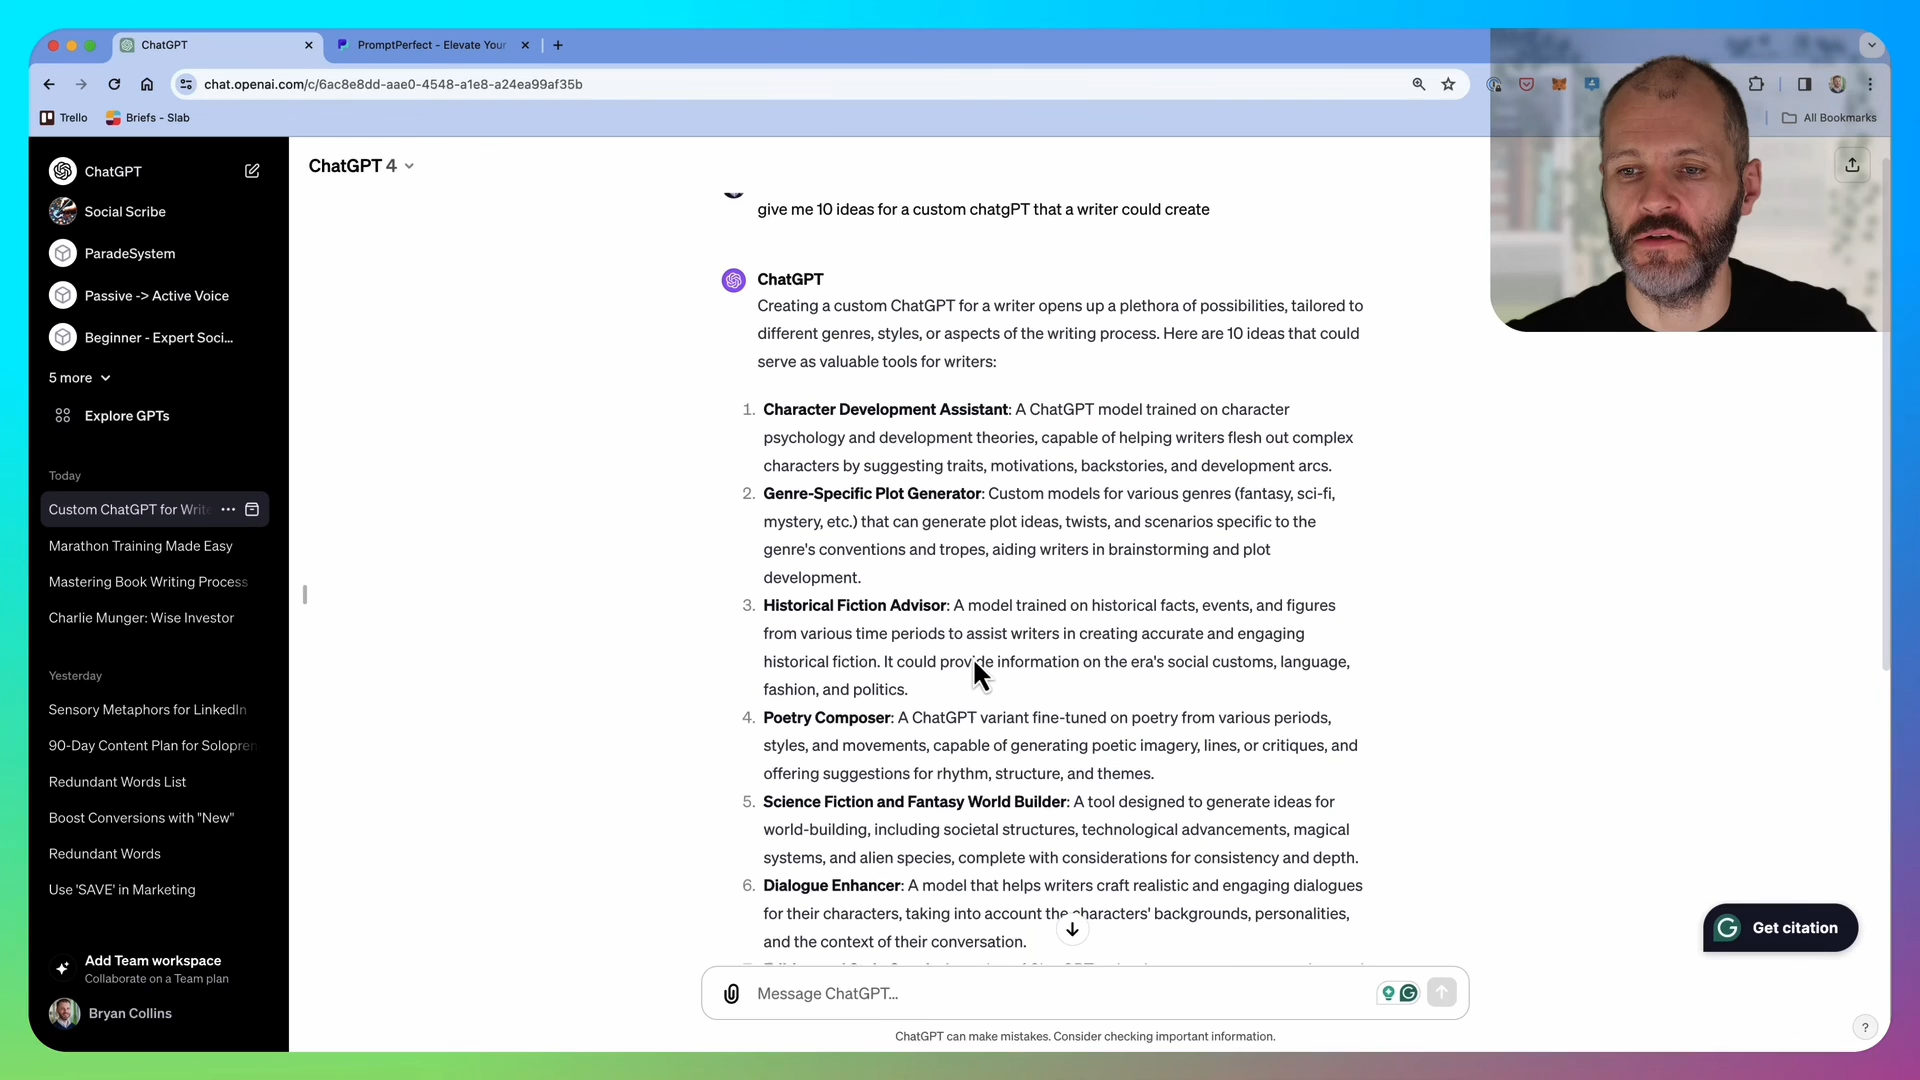 ChatGPT
PromptPerfect - Elevate Your
chat.openai.com/c/6ac8e8dd-aae0-4548-a1e8-a24ea99af35b
Trello
Briefs - Slab
All Bookmarks
ChatGPT
Social Scribe
ParadeSystem
Passive -> Active Voice
Beginner - Expert Soci...
5 more
Explore GPTs
Today
Custom ChatGPT for Write
Marathon Training Made Easy
Mastering Book Writing Process
Charlie Munger: Wise Investor
Yesterday
Sensory Metaphors for LinkedIn
90-Day Content Plan for Solopren
Redundant Words List
Boost Conversions with "New"
Redundant Words
Use 'SAVE' in Marketing
Add Team workspace
Collaborate on a Team plan
Bryan Collins
ChatGPT 4
give me 10 ideas for a custom chatgPT that a writer could create
ChatGPT
Creating a custom ChatGPT for a writer opens up a plethora of possibilities, tailored to
different genres, styles, or aspects of the writing process. Here are 10 ideas that could
serve as valuable tools for writers:
1. Character Development Assistant: A ChatGPT model trained on character
psychology and development theories, capable of helping writers flesh out complex
characters by suggesting traits, motivations, backstories, and development arcs.
2. Genre-Specific Plot Generator: Custom models for various genres (fantasy, sci-fi,
mystery, etc.) that can generate plot ideas, twists, and scenarios specific to the
genre's conventions and tropes, aiding writers in brainstorming and plot
development.
3. Historical Fiction Advisor: A model trained on historical facts, events, and figures
from various time periods to assist writers in creating accurate and engaging
historical fiction. It could provide information on the era's social customs, language,
fashion, and politics.
4. Poetry Composer: A ChatGPT variant fine-tuned on poetry from various periods,
styles, and movements, capable of generating poetic imagery, lines, or critiques, and
offering suggestions for rhythm, structure, and themes.
5. Science Fiction and Fantasy World Builder: A tool designed to generate ideas for
world-building, including societal structures, technological advancements, magical
systems, and alien species, complete with considerations for consistency and depth.
6. Dialogue Enhancer: A model that helps writers craft realistic and engaging dialogues
for their characters, taking into account the characters' backgrounds, personalities,
and the context of their conversation.
Get citation
Message ChatGPT...
ChatGPT can make mistakes. Consider checking important information.
?